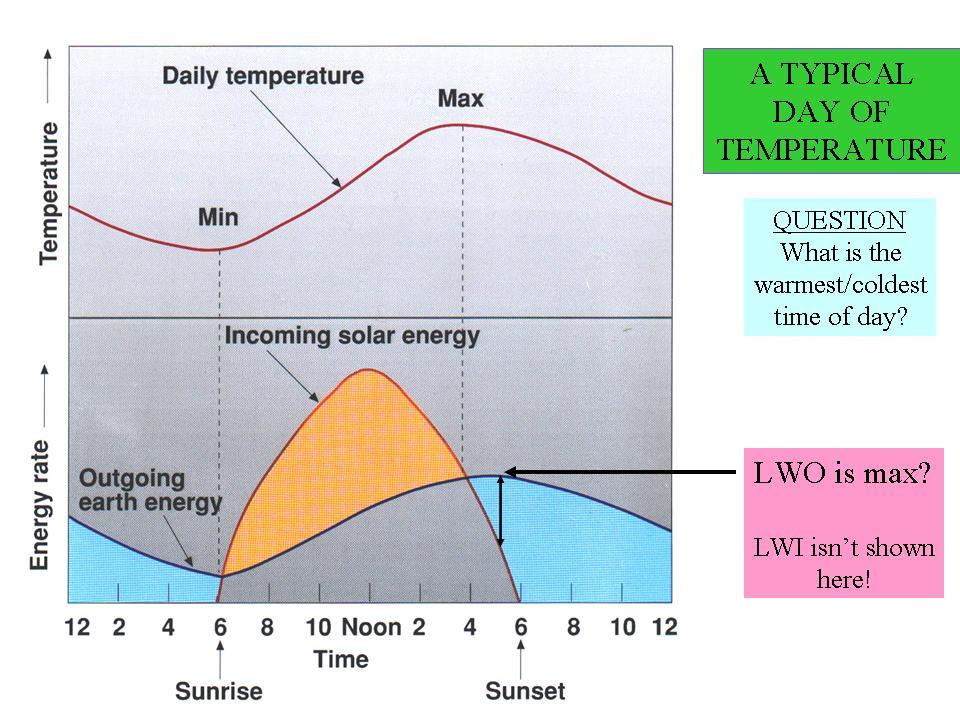 Daily temperature
Max
Min
Temperature
Incoming solar energy
Outgoing
earth energy
Energy rate
12 2 4 6 8 10 Noon 2 4 6 8 10 12
Time
Sunrise
Sunset
A TYPICAL
DAY OF
TEMPERATURE
QUESTION
What is the
warmest/coldest
time of day?
LWO is max?
LWI isn't shown
here!